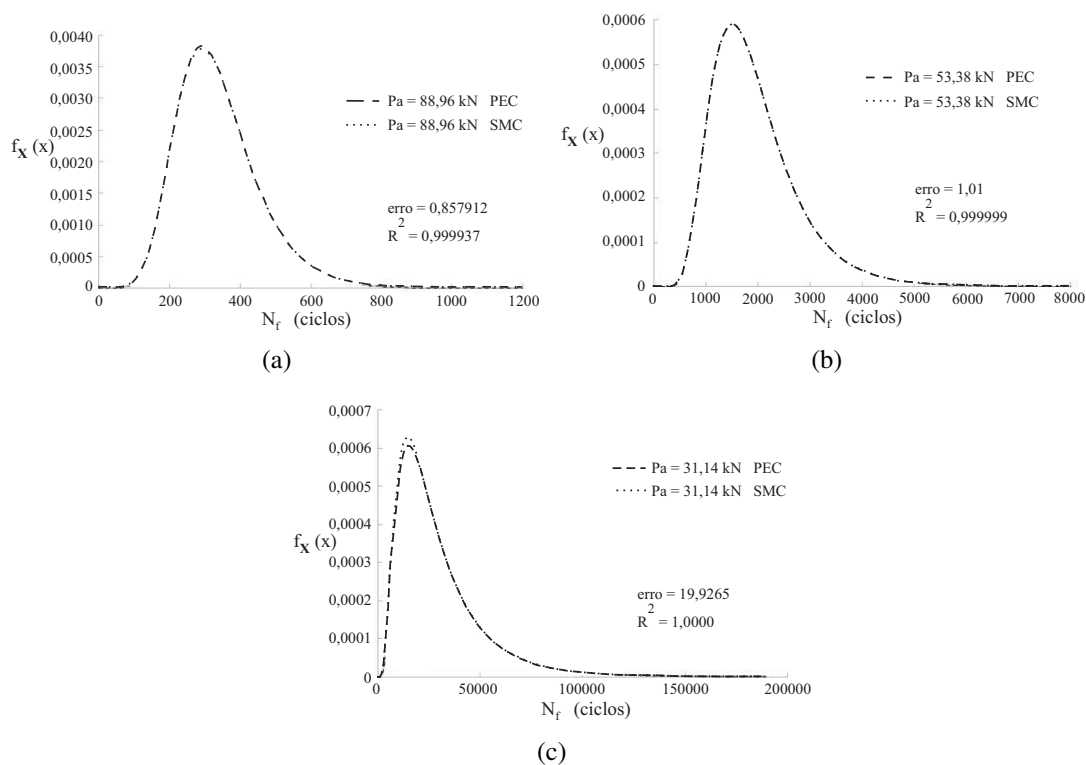 0,0040
0,0035
0,0030
0,0025
0,0020
0,0015
0,0010
0,0005
0
f_X (x)
Pa = 88,96 kN PEC
Pa = 88,96 kN SMC
erro = 0,857912
R² = 0,999937
0 200 400 600 800 1000 1200
N_f (ciclos)
(a)
0,0006
0,0005
0,0004
0,0003
0,0002
0,0001
0
f_X (x)
Pa = 53,38 kN PEC
Pa = 53,38 kN SMC
erro = 1,01
R² = 0,999999
0 1000 2000 3000 4000 5000 6000 7000 8000
N_f (ciclos)
(b)
0,0007
0,0006
0,0005
0,0004
0,0003
0,0002
0,0001
0
f_X (x)
Pa = 31,14 kN PEC
Pa = 31,14 kN SMC
erro = 19,9265
R² = 1,0000
0 50000 100000 150000 200000
N_f (ciclos)
(c)